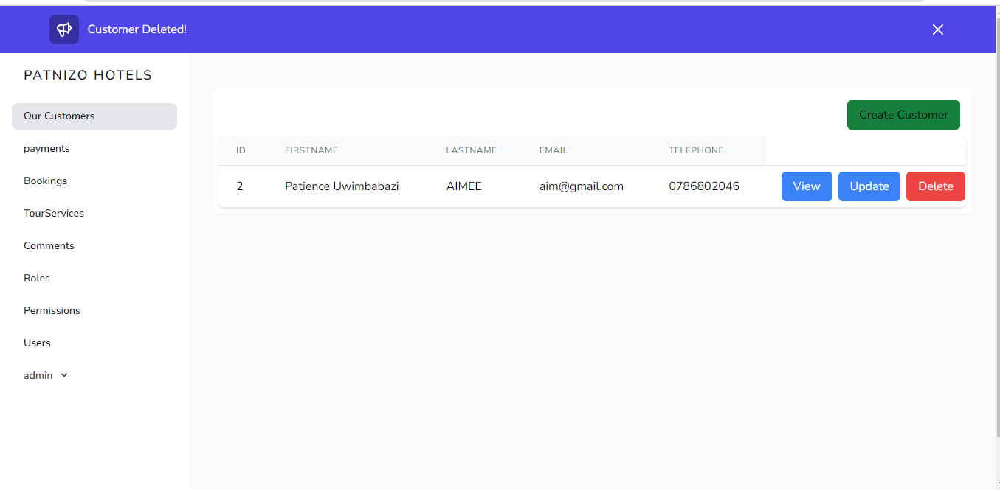 Customer Deleted!
PATNIZO HOTELS
Our Customers
payments
Bookings
TourServices
Comments
Roles
Permissions
Users
admin
Create Customer
ID FIRSTNAME LASTNAME EMAIL TELEPHONE
2 Patience Uwimbabazi AIMEE aim@gmail.com 0786802046 View Update Delete